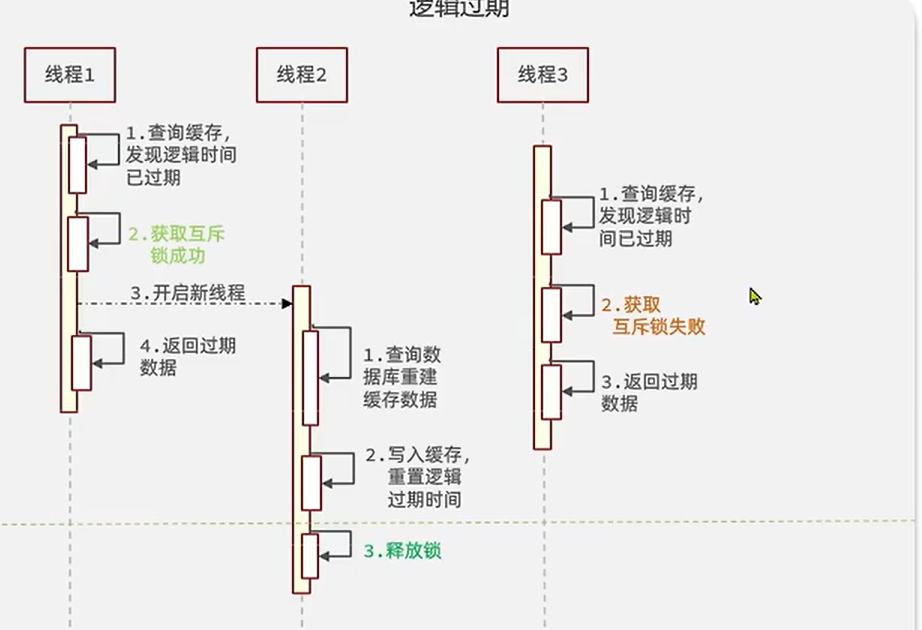 逻辑过期
线程1
线程2
线程3
1.查询缓存，
发现逻辑时间
已过期
2.获取互斥
锁成功
3.开启新线程
4.返回过期
数据
1.查询数
据库重建
缓存数据
2.写入缓存，
重置逻辑
过期时间
3.释放锁
1.查询缓存，
发现逻辑时
间已过期
2.获取
互斥锁失败
3.返回过期
数据